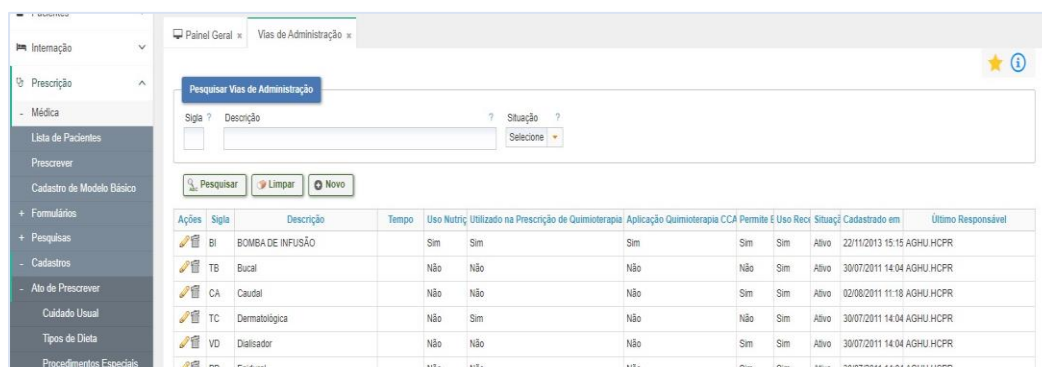 Pacientes
Internação
Prescrição
- Médica
Lista de Pacientes
Prescrever
Cadastro de Modelo Básico
+ Formulários
+ Pesquisas
- Cadastros
- Ato de Prescrever
Cuidado Usual
Tipos de Dieta
Procedimentos Especiais
Painel Geral x Vias de Administração x
Pesquisar Vias de Administração
Sigla ? Descrição ? Situação ?
Selecione
Pesquisar Limpar Novo
Ações Sigla Descrição Tempo Uso Nutriç Utilizado na Prescrição de Quimioterapia Aplicação Quimioterapia CCA Permite E Uso Rece Situaçã Cadastrado em Último Responsável
BI BOMBA DE INFUSÃO Sim Sim Sim Sim Sim Ativo 22/11/2013 15:15 AGHU.HCPR
TB Bucal Não Não Não Não Sim Ativo 30/07/2011 14:04 AGHU.HCPR
CA Caudal Não Não Não Sim Sim Ativo 02/08/2011 11:18 AGHU.HCPR
TC Dermatológica Não Sim Não Não Sim Ativo 30/07/2011 14:04 AGHU.HCPR
VD Dialisador Não Não Não Sim Sim Ativo 30/07/2011 14:04 AGHU.HCPR